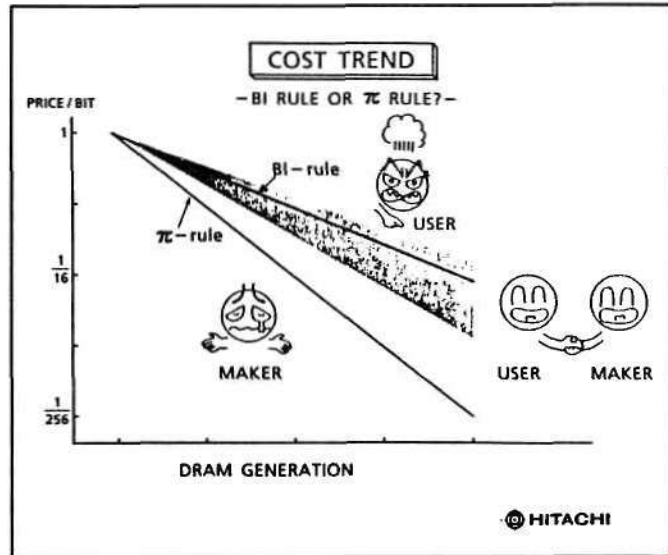 COST TREND
– BI RULE OR π RULE? –
PRICE / BIT
1
BI – rule
π – rule
USER
1
16
MAKER
USER MAKER
1
256
DRAM GENERATION
HITACHI